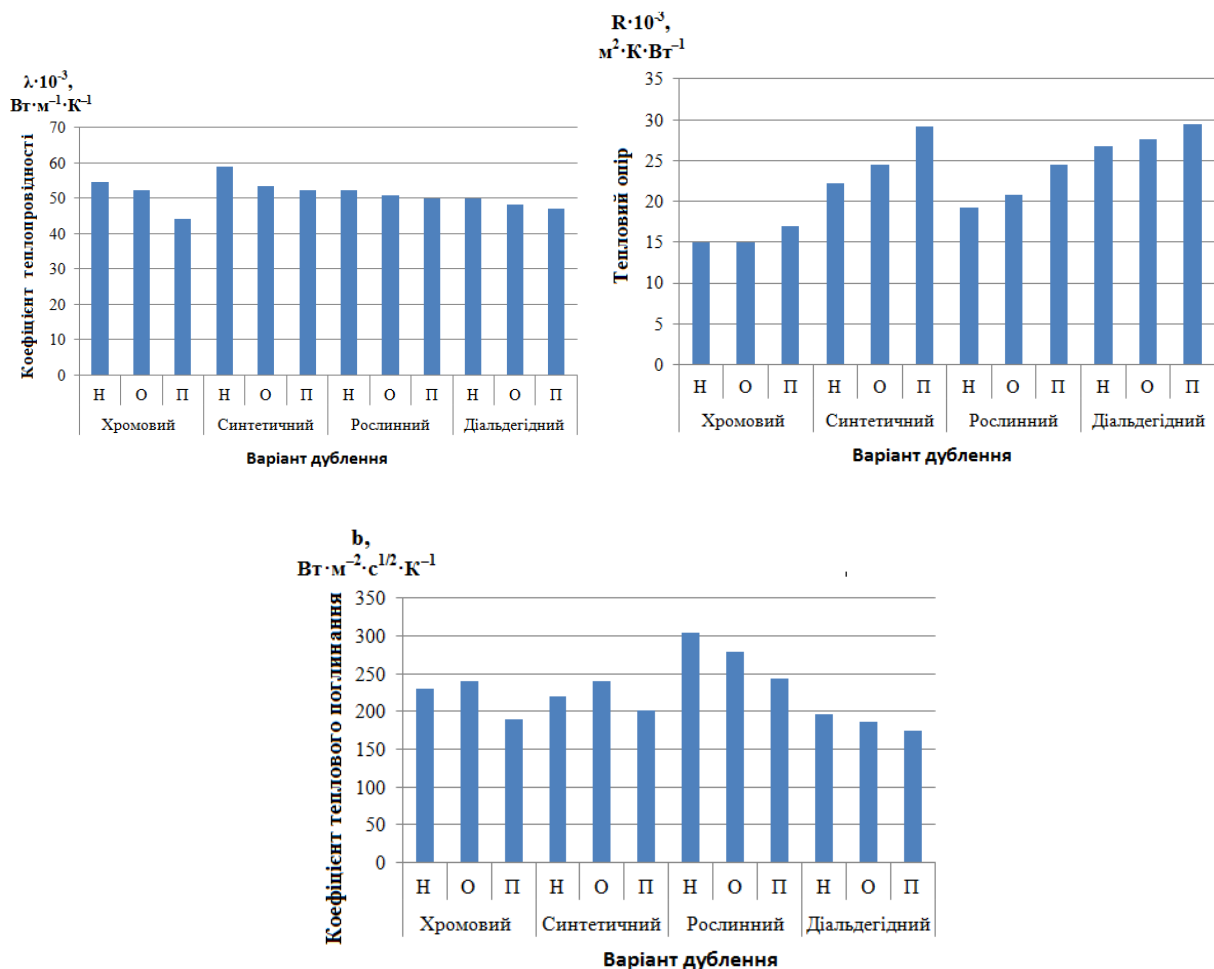 λ·10⁻³,
Вт·м⁻¹·К⁻¹
Коефіцієнт теплопровідності
70
60
50
40
30
20
10
0
Н О П Н О П Н О П Н О П
Хромовий Синтетичний Рослинний Діальдегідний
Варіант дублення
R·10⁻³,
м²·К·Вт⁻¹
Тепловий опір
35
30
25
20
15
10
5
0
Н О П Н О П Н О П Н О П
Хромовий Синтетичний Рослинний Діальдегідний
Варіант дублення
b,
Вт·м⁻²·с¹ᐟ²·К⁻¹
Коефіцієнт теплового поглинання
350
300
250
200
150
100
50
0
Н О П Н О П Н О П Н О П
Хромовий Синтетичний Рослинний Діальдегідний
Варіант дублення